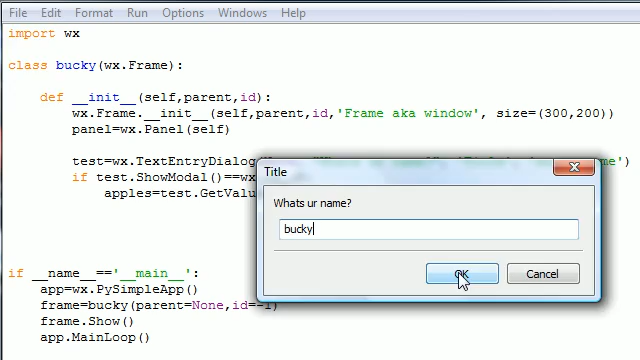 File Edit Format Run Options Windows Help
import wx
class bucky(wx.Frame):
def __init__(self,parent,id):
wx.Frame.__init__(self,parent,id,'Frame aka window', size=(300,200))
panel=wx.Panel(self)
test=wx.TextEntryDialog(
if test.ShowModal()==wx
apples=test.GetValu
Title
Whats ur name?
bucky
OK Cancel
if __name__=='__main__':
app=wx.PySimpleApp()
frame=bucky(parent=None,id=-1)
frame.Show()
app.MainLoop()